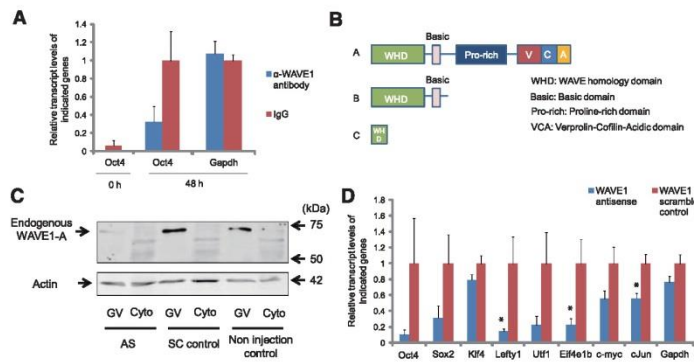 A
Relative transcript levels of
indicated genes
1.4
1.2
1
0.8
0.6
0.4
0.2
0
α-WAVE1
antibody
IgG
Oct4
Oct4
Gapdh
0 h
48 h
B
Basic
A
WHD
Pro-rich
V
C
A
Basic
B
WHD
C
WH
D
WHD: WAVE homology domain
Basic: Basic domain
Pro-rich: Proline-rich domain
VCA: Verprolin-Cofilin-Acidic domain
C
(kDa)
Endogenous
WAVE1-A
75
50
Actin
42
GV
Cyto
GV
Cyto
GV
Cyto
AS
SC control
Non injection
control
D
WAVE1
antisense
WAVE1
scramble
control
Relative transcript levels of
indicated genes
1.8
1.6
1.4
1.2
1
0.8
0.6
0.4
0.2
0
*
*
*
Oct4
Sox2
Klf4
Lefty1
Utf1
Eif4e1b
c-myc
cJun
Gapdh